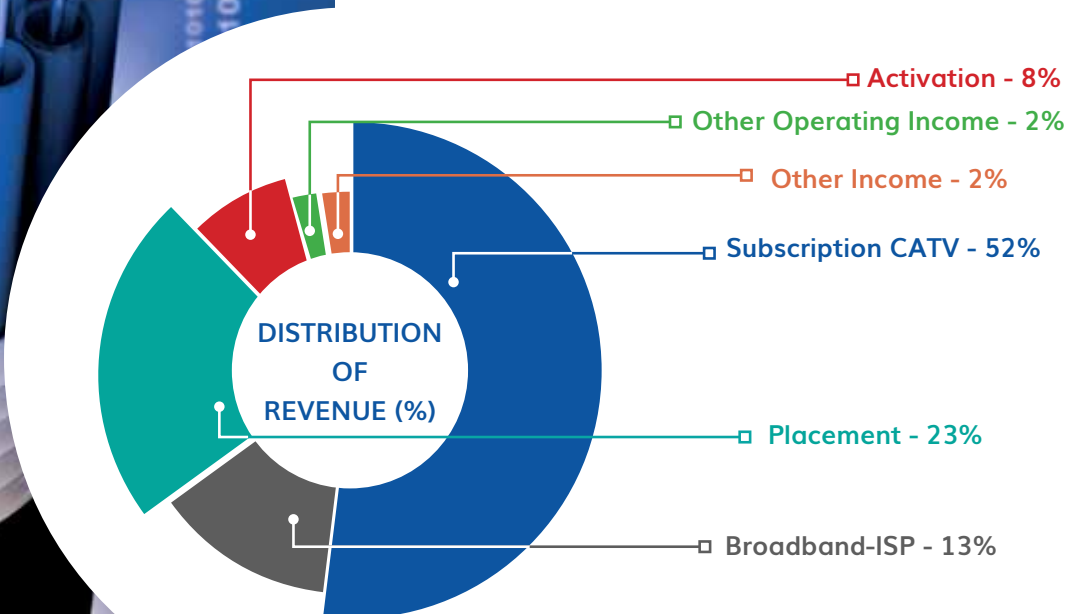 Activation - 8%
Other Operating Income - 2%
Other Income - 2%
Subscription CATV - 52%
DISTRIBUTION
OF
REVENUE (%)
Placement - 23%
Broadband-ISP - 13%